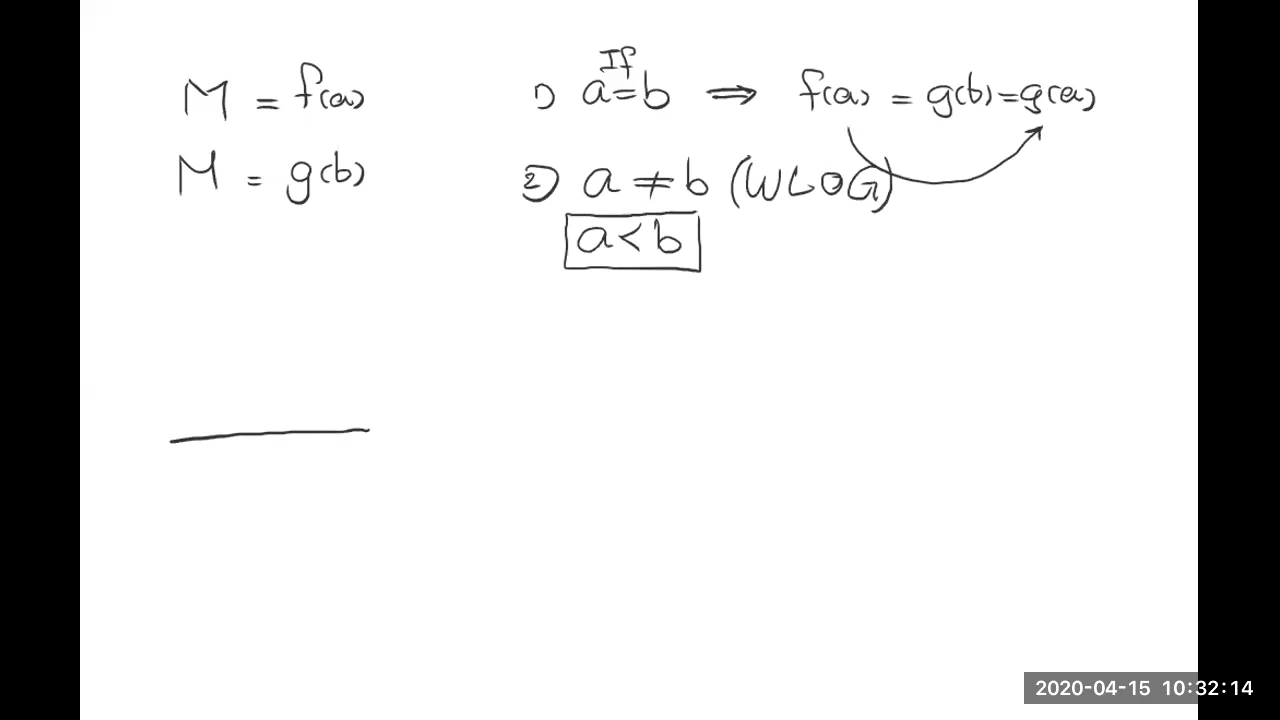 M = f(a)
1) If a=b ⇒ f(a) = g(b)=g(a)
M = g(b)
2) a ≠ b (WLOG)
a < b
2020-04-15 10:32:14